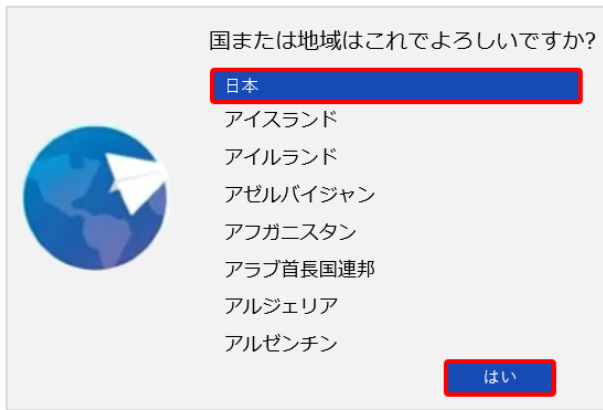 国または地域はこれでよろしいですか?
日本
アイスランド
アイルランド
アゼルバイジャン
アフガニスタン
アラブ首長国連邦
アルジェリア
アルゼンチン
はい